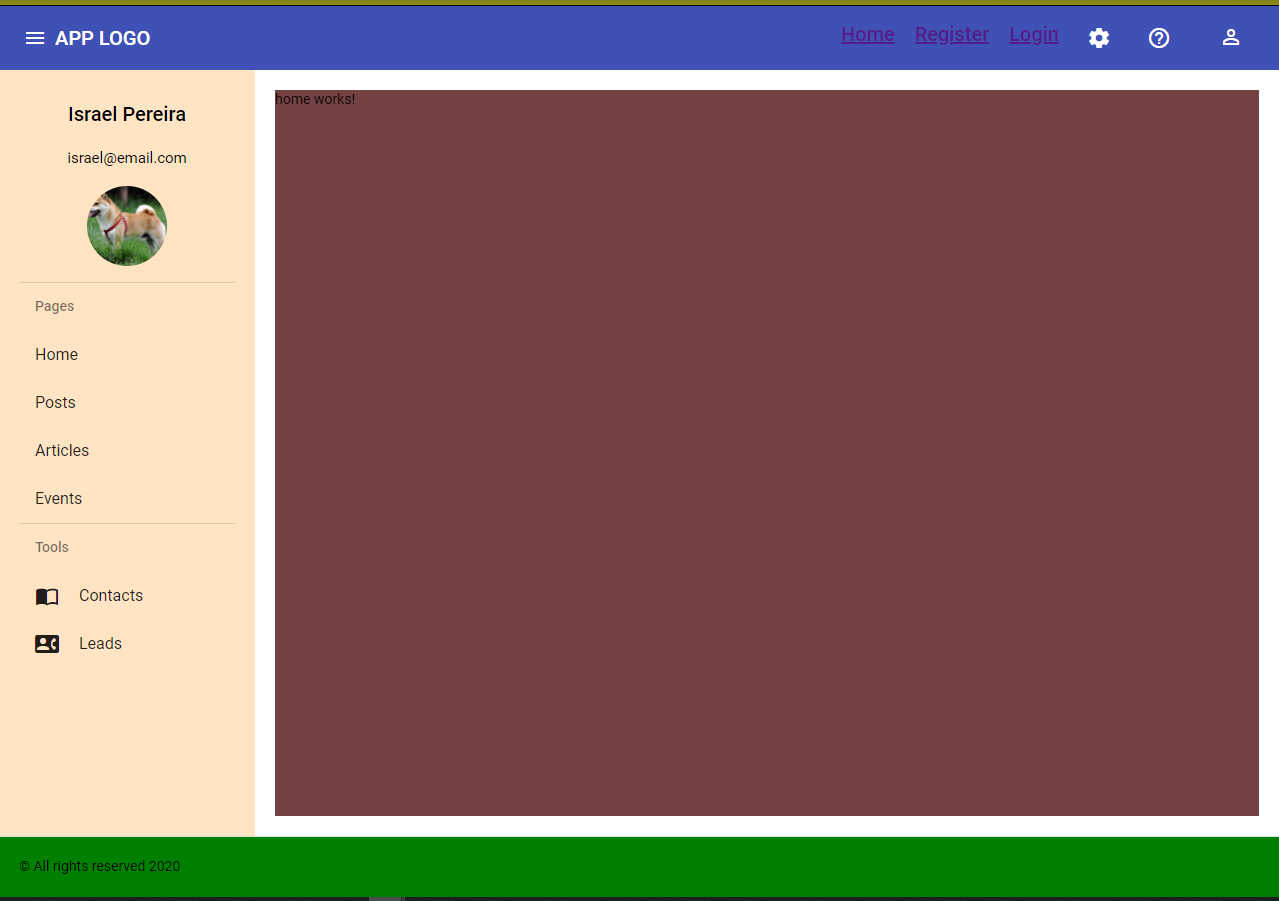 APP LOGO
Home Register Login
Israel Pereira
israel@email.com
Pages
Home
Posts
Articles
Events
Tools
Contacts
Leads
home works!
© All rights reserved 2020